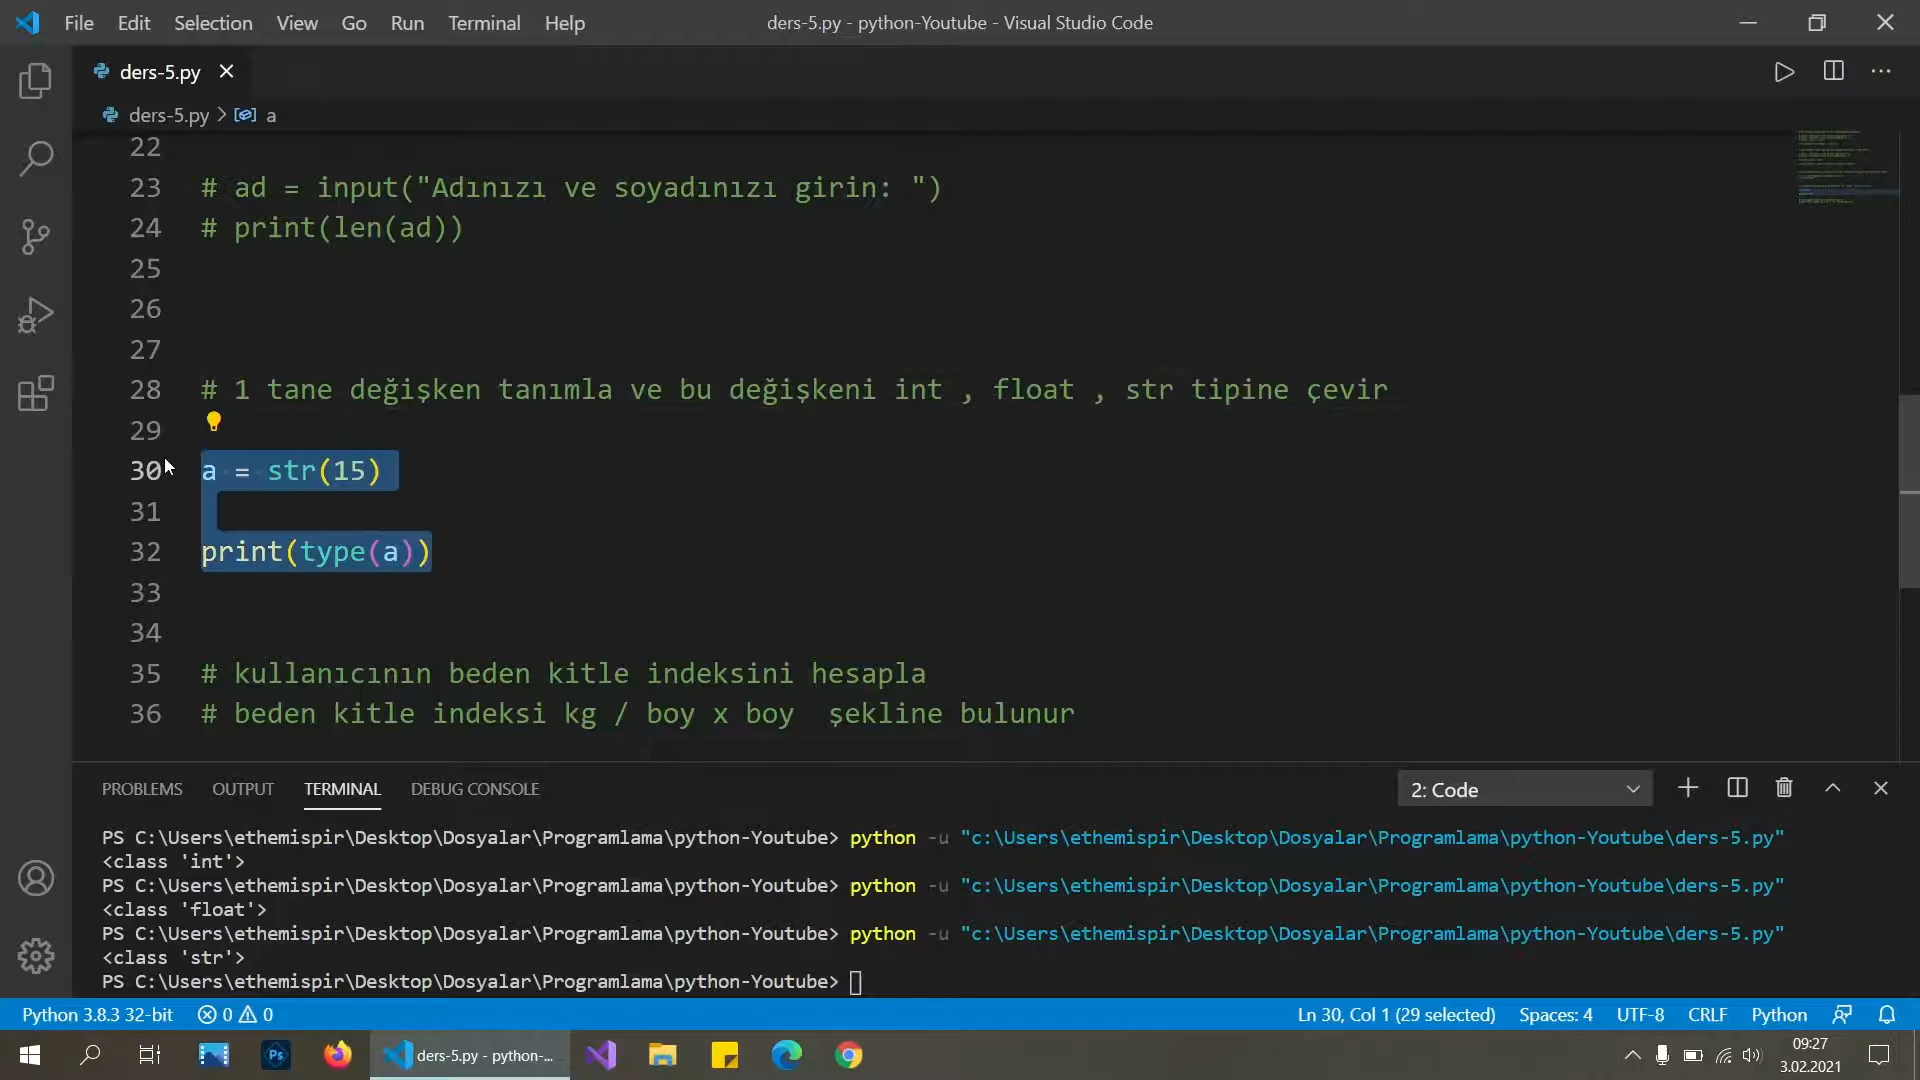 File Edit Selection View Go Run Terminal Help ders-5.py - python-Youtube - Visual Studio Code
ders-5.py
ders-5.py > a
22
23 # ad = input("Adınızı ve soyadınızı girin: ")
24 # print(len(ad))
25
26
27
28 # 1 tane değişken tanımla ve bu değişkeni int , float , str tipine çevir
29
30 a = str(15)
31
32 print(type(a))
33
34
35 # kullanıcının beden kitle indeksini hesapla
36 # beden kitle indeksi kg / boy x boy  şekline bulunur
PROBLEMS OUTPUT TERMINAL DEBUG CONSOLE 2: Code
PS C:\Users\ethemispir\Desktop\Dosyalar\Programlama\python-Youtube> python -u "c:\Users\ethemispir\Desktop\Dosyalar\Programlama\python-Youtube\ders-5.py"
<class 'int'>
PS C:\Users\ethemispir\Desktop\Dosyalar\Programlama\python-Youtube> python -u "c:\Users\ethemispir\Desktop\Dosyalar\Programlama\python-Youtube\ders-5.py"
<class 'float'>
PS C:\Users\ethemispir\Desktop\Dosyalar\Programlama\python-Youtube> python -u "c:\Users\ethemispir\Desktop\Dosyalar\Programlama\python-Youtube\ders-5.py"
<class 'str'>
PS C:\Users\ethemispir\Desktop\Dosyalar\Programlama\python-Youtube>
Python 3.8.3 32-bit 0 0 Ln 30, Col 1 (29 selected) Spaces: 4 UTF-8 CRLF Python
Ps ders-5.py - python-... 09:27
3.02.2021